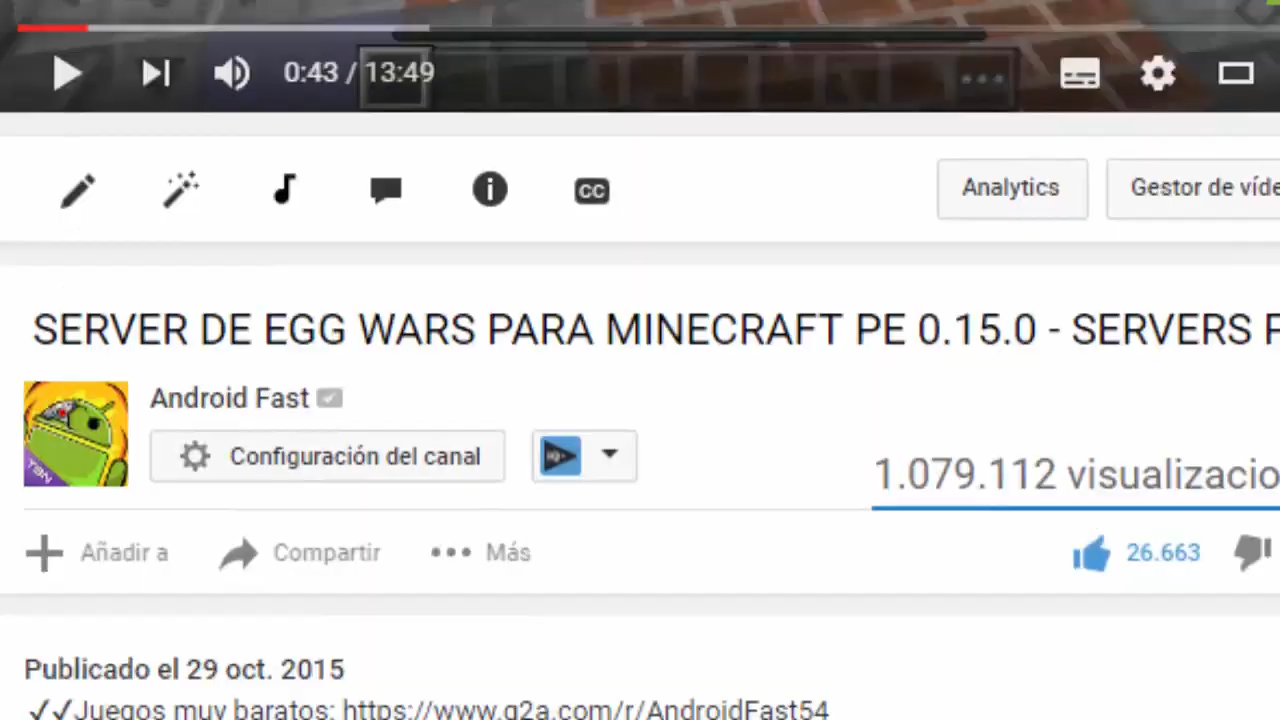 0:43 / 13:49
CC
Analytics
Gestor de víde
SERVER DE EGG WARS PARA MINECRAFT PE 0.15.0 - SERVERS P
Android Fast
Configuración del canal
1.079.112 visualizacio
Añadir a
Compartir
Más
26.663
Publicado el 29 oct. 2015
✓✓Juegos muy baratos: https://www.g2a.com/r/AndroidFast54